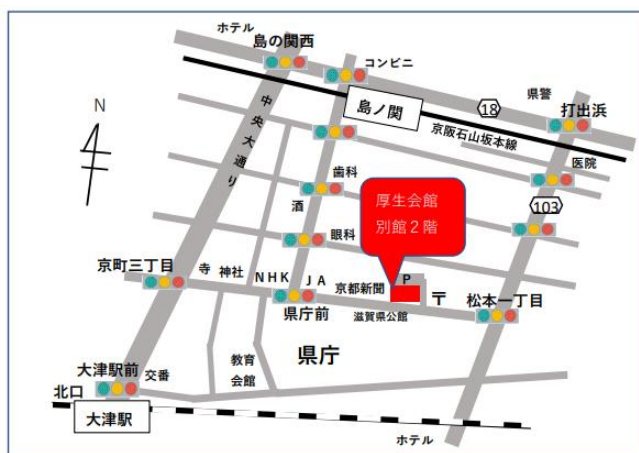 ホテル
島の関西
コンビニ
N
中央大通り
島ノ関
18
県警
打出浜
京阪石山坂本線
医院
歯科
酒
103
厚生会館
別館２階
眼科
京町三丁目
寺 神社
ＮＨＫ
ＪＡ
京都新聞
P
〒
県庁前
滋賀県公館
松本一丁目
県庁
教育
会館
大津駅前
交番
北口
大津駅
ホテル